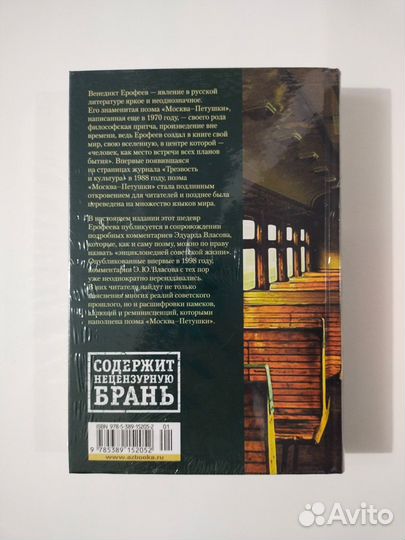 Венедикт Ерофеев — явление в русской
литературе яркое и неоднозначное.
Его знаменитая поэма «Москва–Петушки»,
написанная еще в 1970 году, — своего рода
философская притча, произведение вне
времени, ведь Ерофеев создал в книге свой
мир, свою вселенную, в центре которой —
«человек, как место встречи всех планов
бытия». Впервые появившаяся
на страницах журнала «Трезвость
и культура» в 1988 году, поэма
«Москва–Петушки» стала подлинным
откровением для читателей и позднее была
переведена на множество языков мира.
В настоящем издании этот шедевр
Ерофеева публикуется в сопровождении
подробных комментариев Эдуарда Власова,
которые, как и саму поэму, можно по праву
назвать «энциклопедией советской жизни».
Опубликованные впервые в 1998 году,
комментарии Э. Ю. Власова с тех пор
уже неоднократно переиздавались.
В них читатели найдут не только
пояснения многих реалий советского
прошлого, но и расшифровки намеков,
аллюзий и реминисценций, которыми
наполнена поэма «Москва–Петушки».
СОДЕРЖИТ
НЕЦЕНЗУРНУЮ
БРАНЬ
ISBN 978-5-389-15205-2
01
9 785389 152052
www.azbooka.ru
Avito